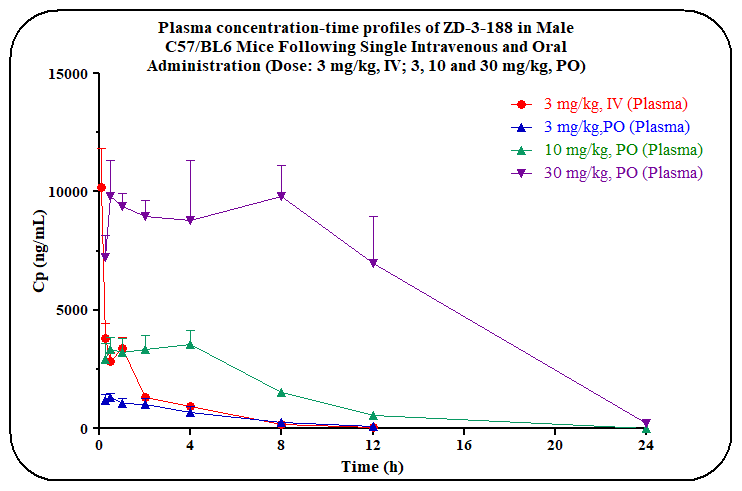 Plasma concentration-time profiles of ZD-3-188 in Male
C57/BL6 Mice Following Single Intravenous and Oral
Administration (Dose: 3 mg/kg, IV; 3, 10 and 30 mg/kg, PO)
15000
10000
5000
0
Cp (ng/mL)
3 mg/kg, IV (Plasma)
3 mg/kg,PO (Plasma)
10 mg/kg, PO (Plasma)
30 mg/kg, PO (Plasma)
0 4 8 12 16 20 24
Time (h)